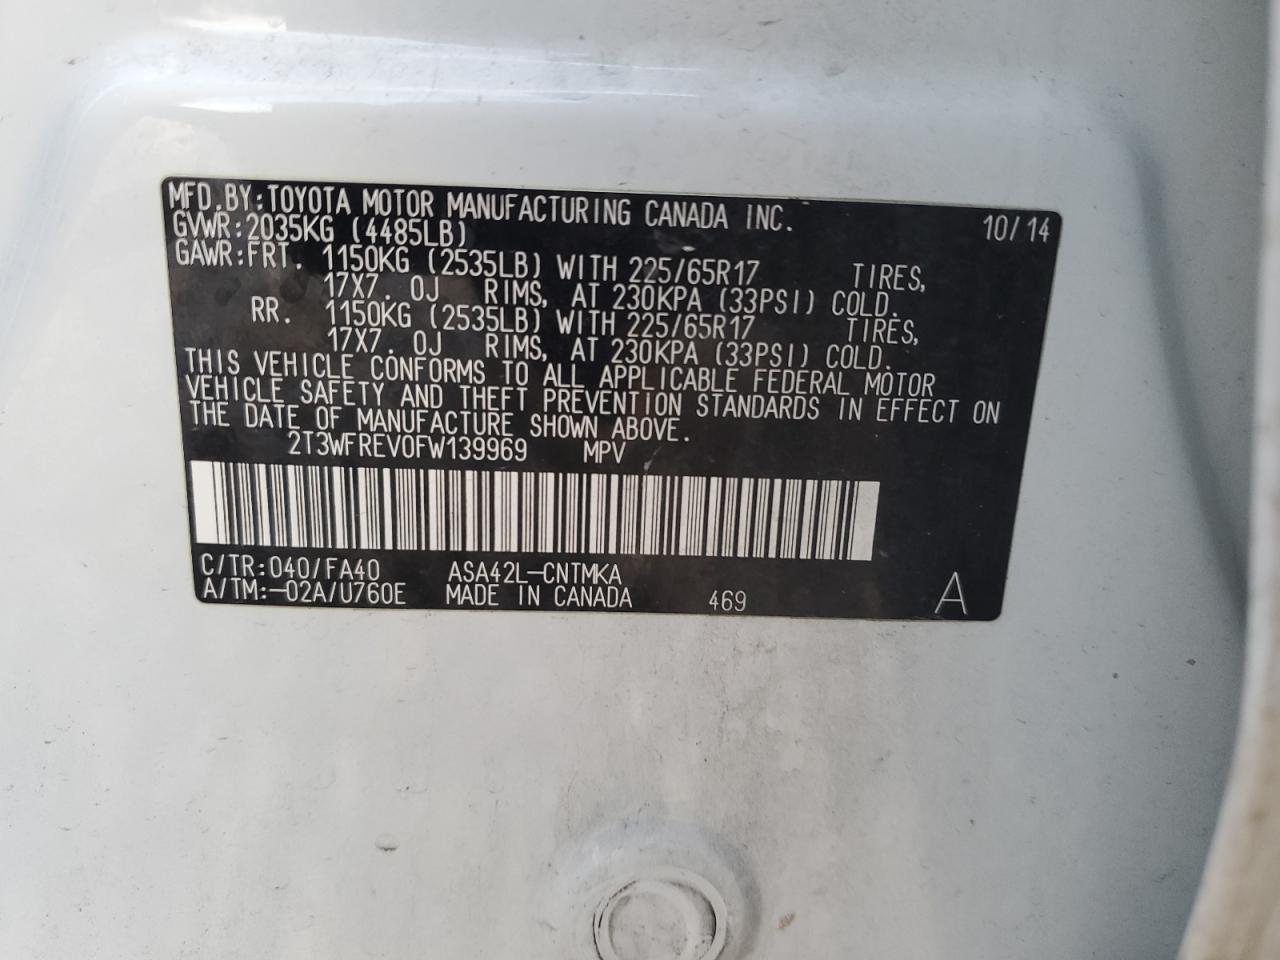 MFD.BY:TOYOTA MOTOR MANUFACTURING CANADA INC. 10/14
GVWR:2035KG (4485LB)
GAWR:FRT. 1150KG (2535LB) WITH 225/65R17 TIRES,
17X7.0J RIMS, AT 230KPA (33PSI) COLD.
RR. 1150KG (2535LB) WITH 225/65R17 TIRES,
17X7.0J RIMS, AT 230KPA (33PSI) COLD.
THIS VEHICLE CONFORMS TO ALL APPLICABLE FEDERAL MOTOR
VEHICLE SAFETY AND THEFT PREVENTION STANDARDS IN EFFECT ON
THE DATE OF MANUFACTURE SHOWN ABOVE.
2T3WFREV0FW139969 MPV
C/TR:040/FA40 ASA42L-CNTMKA
A/TM:-02A/U760E MADE IN CANADA 469 A